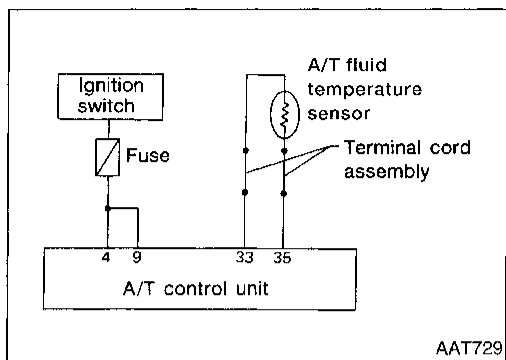 Ignition
switch
Fuse
A/T fluid
temperature
sensor
Terminal cord
assembly
4 9 33 35
A/T control unit
AAT729